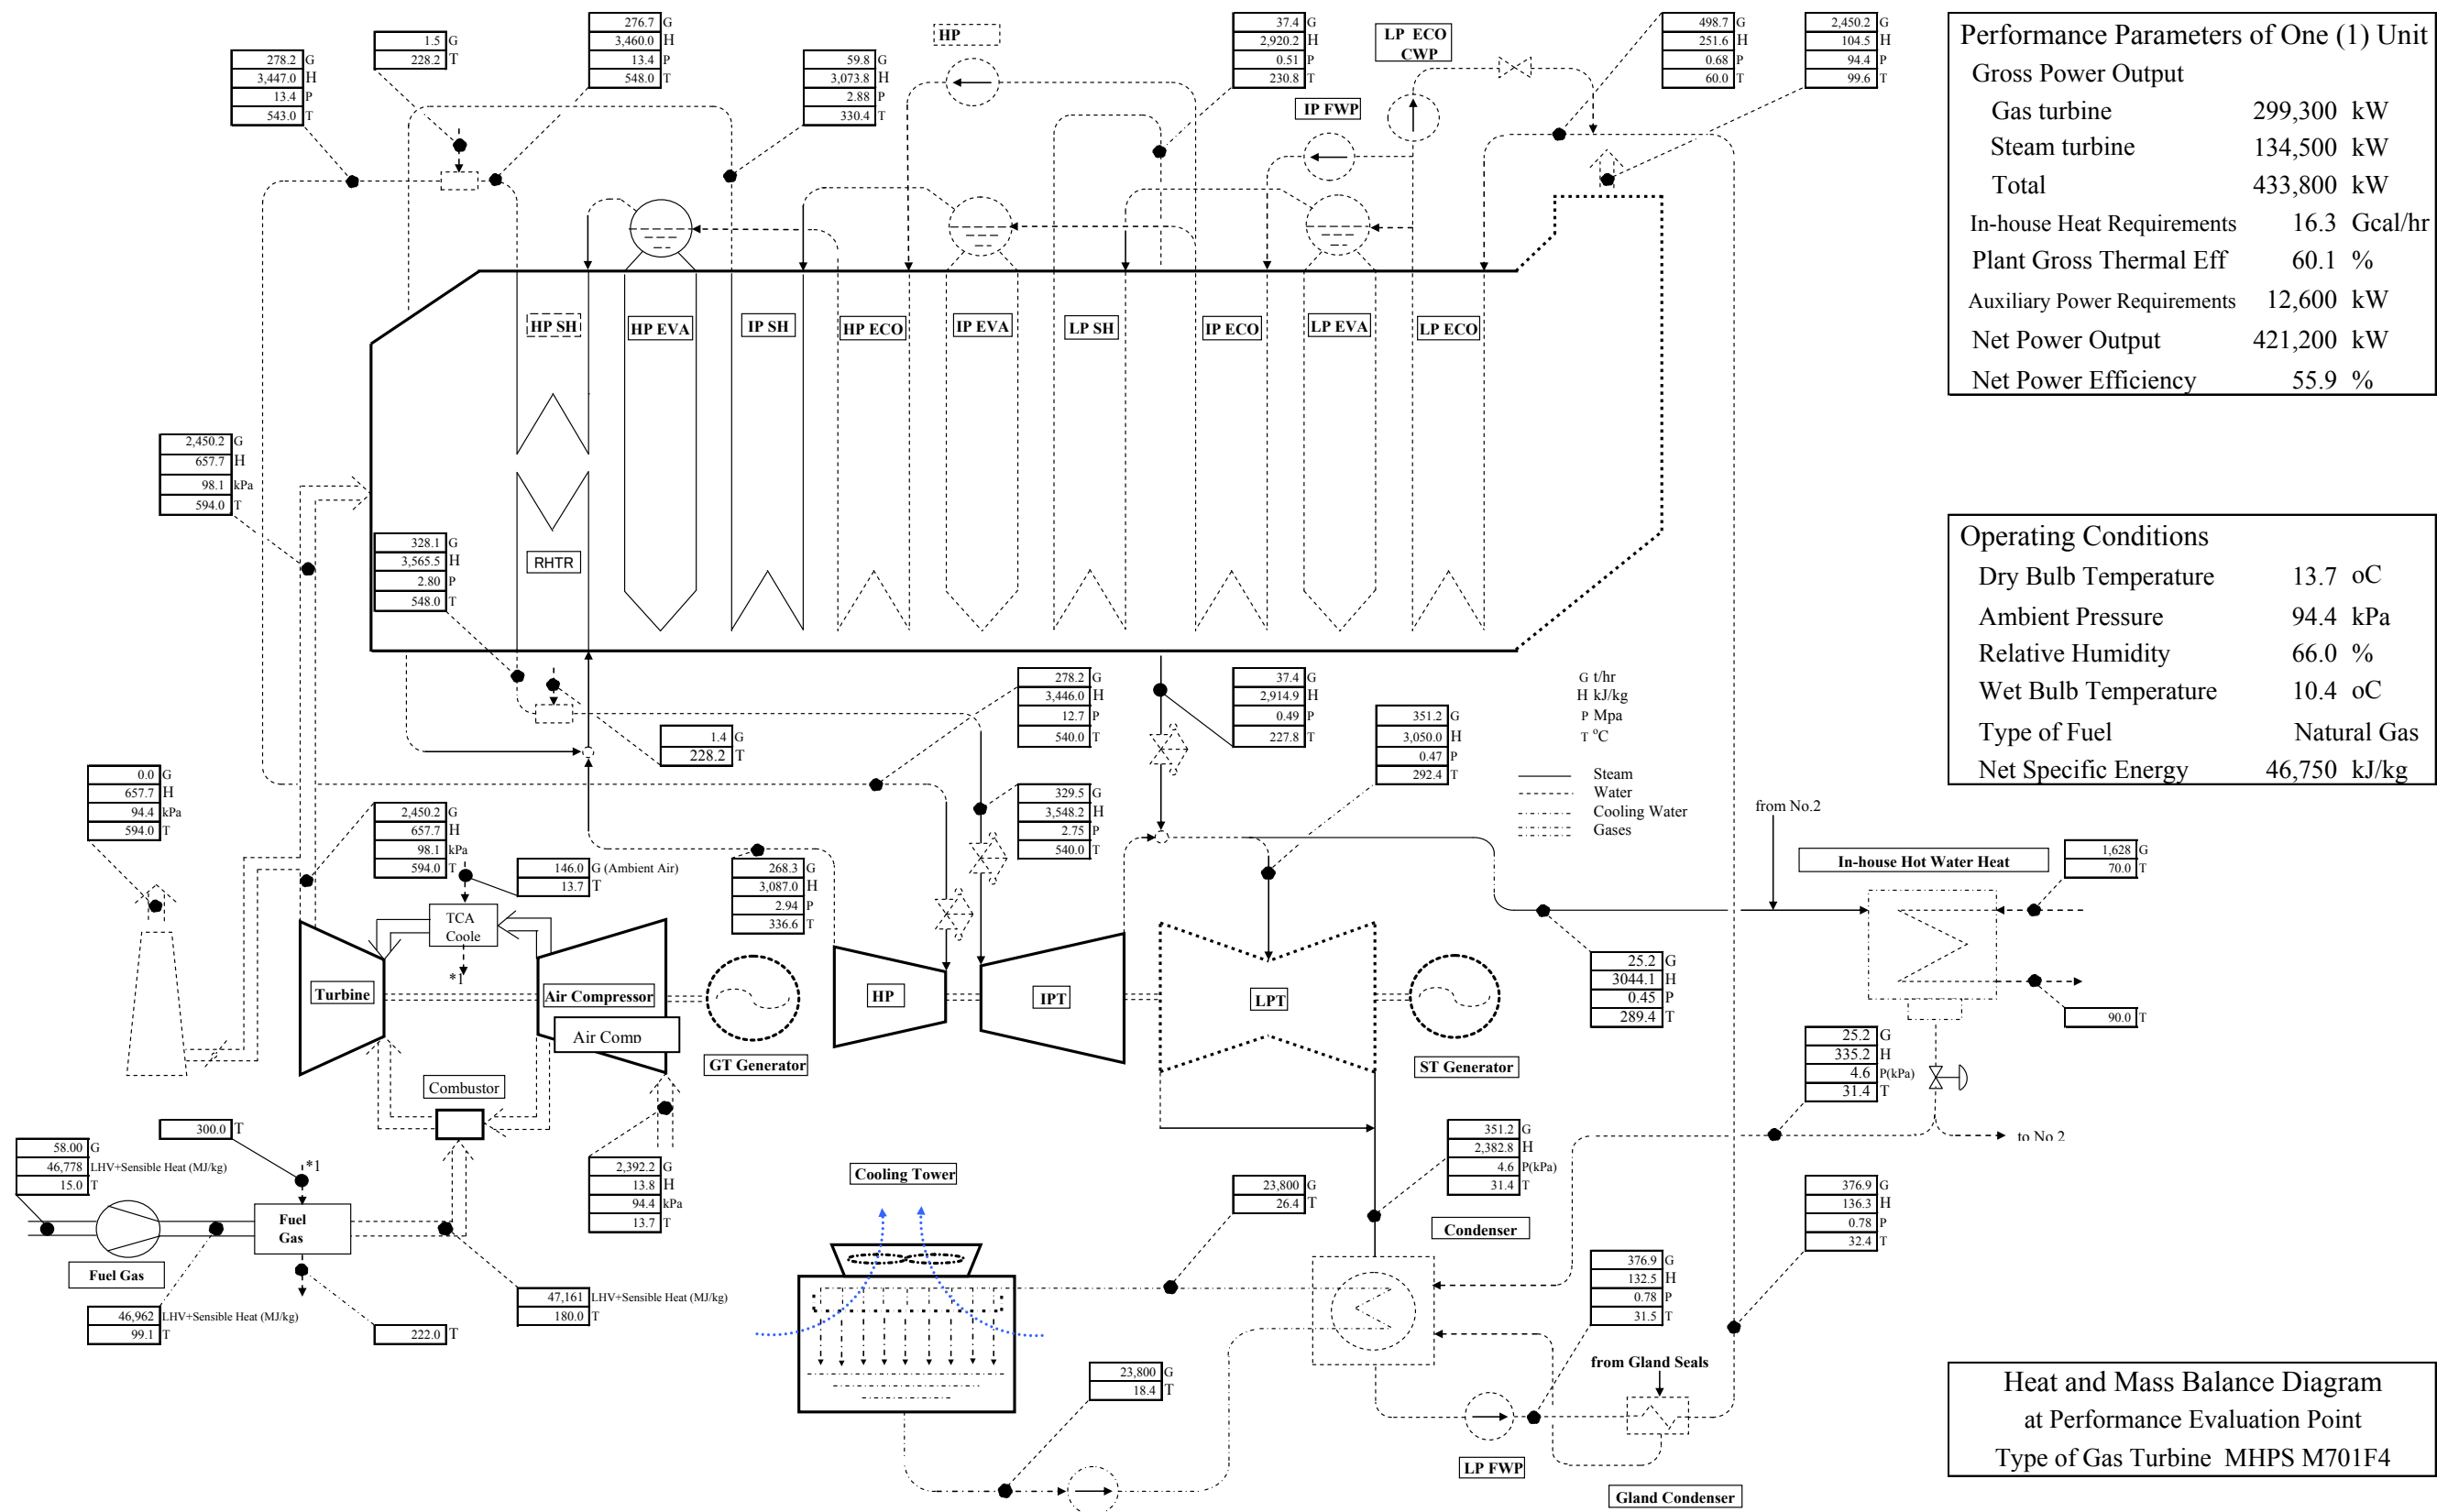 276.7 G
3,460.0 H
13.4 P
548.0 T
37.4 G
2,920.2 H
0.51 P
230.8 T
498.7 G
251.6 H
0.68 P
60.0 T
2,450.2 G
104.5 H
94.4 P
99.6 T
1.5 G
228.2 T
278.2 G
3,447.0 H
13.4 P
543.0 T
59.8 G
3,073.8 H
2.88 P
330.4 T
HP
LP ECO
CWP
IP FWP
Performance Parameters of One (1) Unit
Gross Power Output
Gas turbine 299,300 kW
Steam turbine 134,500 kW
Total 433,800 kW
In-house Heat Requirements 16.3 Gcal/hr
Plant Gross Thermal Eff 60.1 %
Auxiliary Power Requirements 12,600 kW
Net Power Output 421,200 kW
Net Power Efficiency 55.9 %
HP SH
HP EVA
IP SH
HP ECO
IP EVA
LP SH
IP ECO
LP EVA
LP ECO
2,450.2 G
657.7 H
98.1 kPa
594.0 T
328.1 G
3,565.5 H
2.80 P
548.0 T
RHTR
Operating Conditions
Dry Bulb Temperature 13.7 oC
Ambient Pressure 94.4 kPa
Relative Humidity 66.0 %
Wet Bulb Temperature 10.4 oC
Type of Fuel Natural Gas
Net Specific Energy 46,750 kJ/kg
278.2 G
3,446.0 H
12.7 P
540.0 T
37.4 G
2,914.9 H
0.49 P
227.8 T
G t/hr
H kJ/kg
P Mpa
T °C
Steam
Water
Cooling Water
Gases
1.4 G
228.2 T
351.2 G
3,050.0 H
0.47 P
292.4 T
0.0 G
657.7 H
94.4 kPa
594.0 T
2,450.2 G
657.7 H
98.1 kPa
594.0 T
329.5 G
3,548.2 H
2.75 P
540.0 T
from No.2
146.0 G (Ambient Air)
13.7 T
268.3 G
3,087.0 H
2.94 P
336.6 T
In-house Hot Water Heat
1,628 G
70.0 T
TCA
Coole
*1
Turbine
Air Compressor
Air Comp
GT Generator
HP
IPT
LPT
ST Generator
25.2 G
3044.1 H
0.45 P
289.4 T
90.0 T
25.2 G
335.2 H
4.6 P(kPa)
31.4 T
to No.2
Combustor
300.0 T
58.00 G
46,778 LHV+Sensible Heat (MJ/kg)
15.0 T
*1
Fuel
Gas
Fuel Gas
46,962 LHV+Sensible Heat (MJ/kg)
99.1 T
222.0 T
47,161 LHV+Sensible Heat (MJ/kg)
180.0 T
2,392.2 G
13.8 H
94.4 kPa
13.7 T
Cooling Tower
23,800 G
26.4 T
351.2 G
2,382.8 H
4.6 P(kPa)
31.4 T
Condenser
376.9 G
132.5 H
0.78 P
31.5 T
376.9 G
136.3 H
0.78 P
32.4 T
23,800 G
18.4 T
from Gland Seals
LP FWP
Gland Condenser
Heat and Mass Balance Diagram
at Performance Evaluation Point
Type of Gas Turbine MHPS M701F4